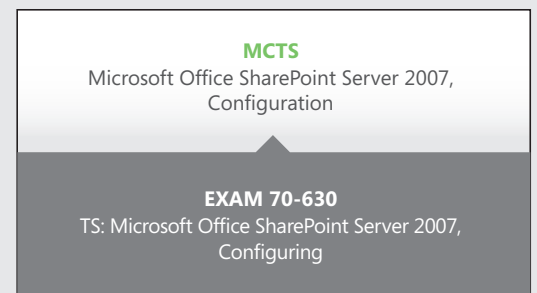 MCTS
Microsoft Office SharePoint Server 2007,
Configuration
EXAM 70-630
TS: Microsoft Office SharePoint Server 2007,
Configuring